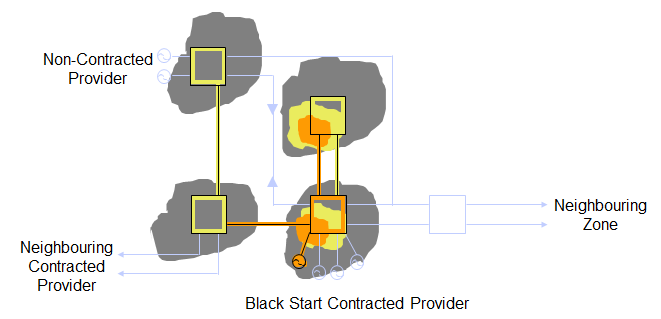 Non-Contracted
Provider
Neighbouring
Zone
Neighbouring
Contracted
Provider
Black Start Contracted Provider